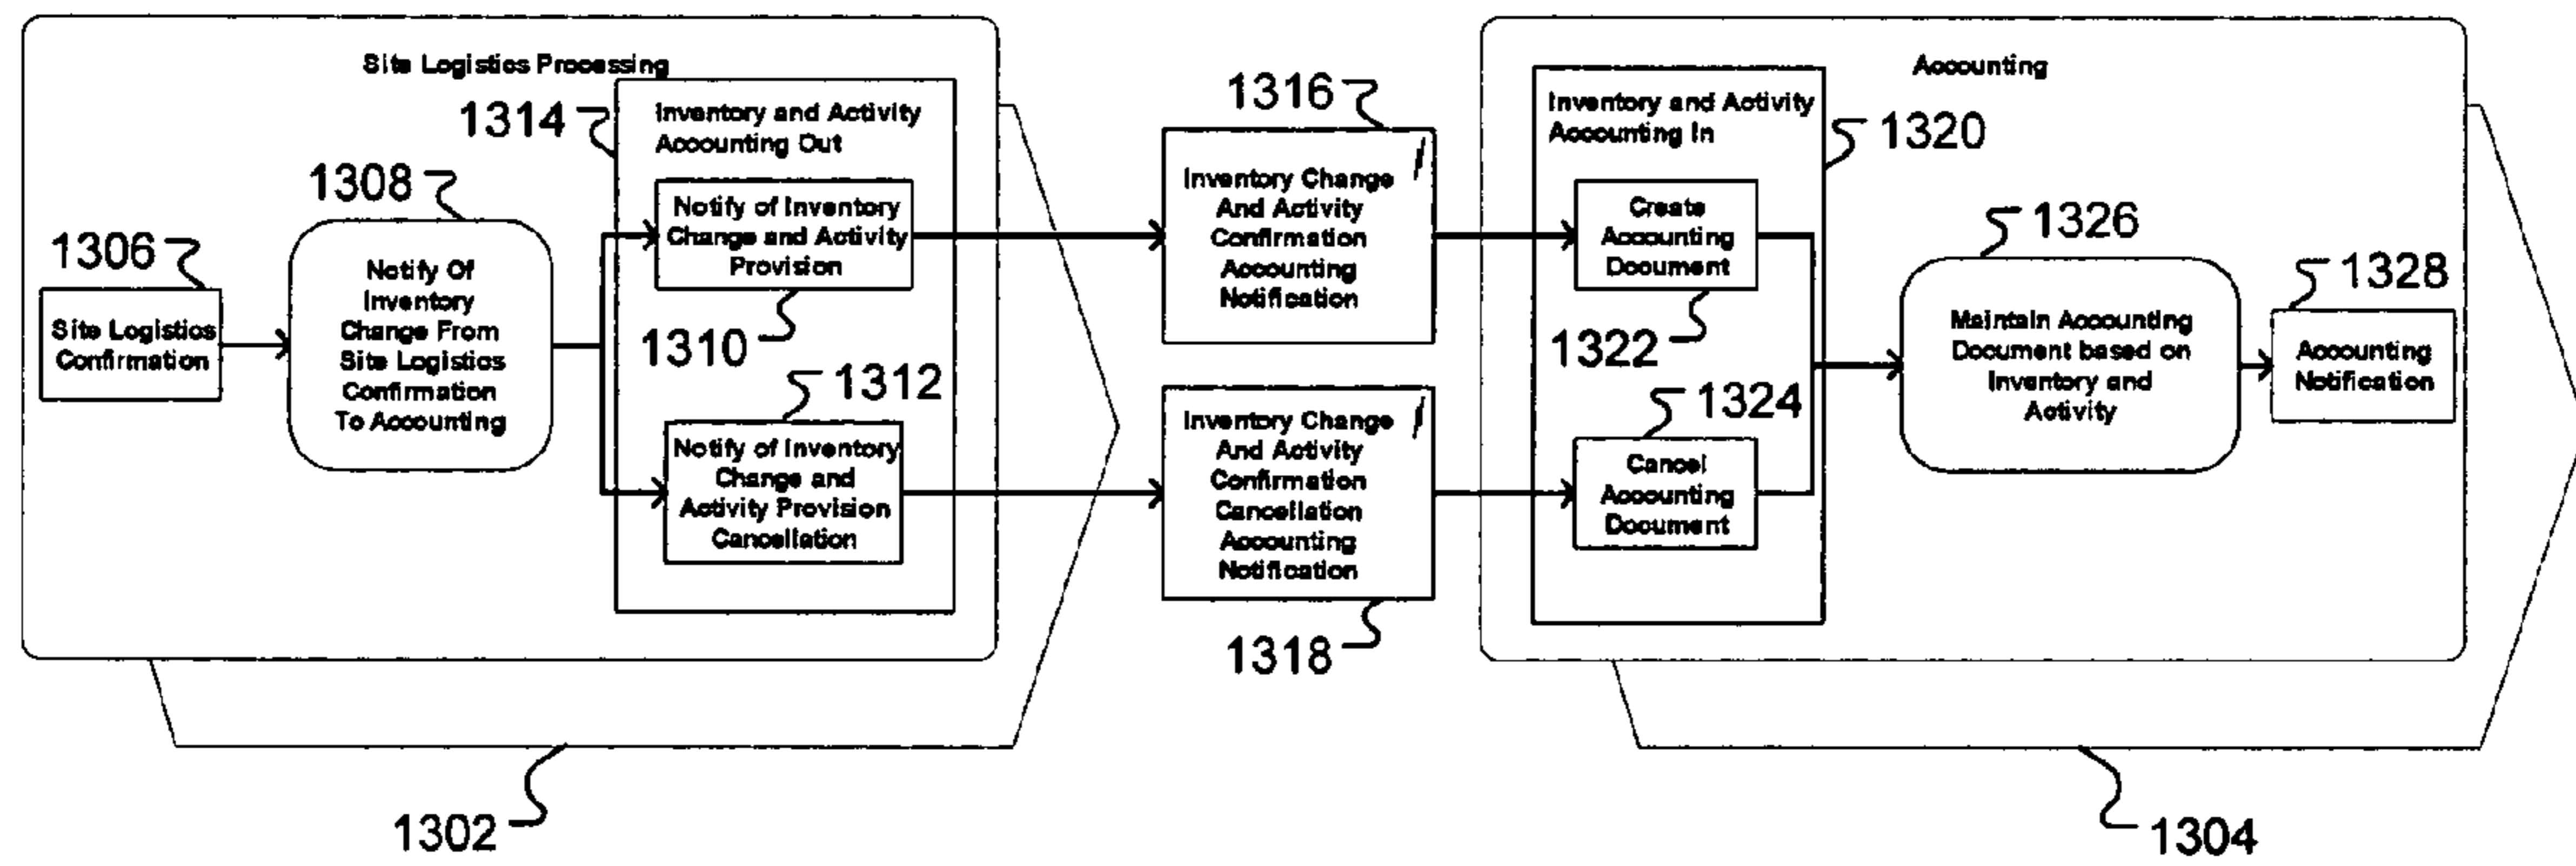 Site Logistics Processing
1314
Inventory and Activity
Accounting Out
1308
1306
Site Logistics
Confirmation
Notify Of
Inventory
Change From
Site Logistics
Confirmation
To Accounting
Notify of Inventory
Change and Activity
Provision
1310
1312
Notify of Inventory
Change and
Activity Provision
Cancellation
1302
1316
Inventory Change
And Activity
Confirmation
Accounting
Notification
Inventory Change
And Activity
Confirmation
Cancellation
Accounting
Notification
1318
Accounting
Inventory and Activity
Accounting In
1320
Create
Accounting
Document
1322
1324
Cancel
Accounting
Document
1326
Maintain Accounting
Document based on
Inventory and
Activity
1328
Accounting
Notification
1304